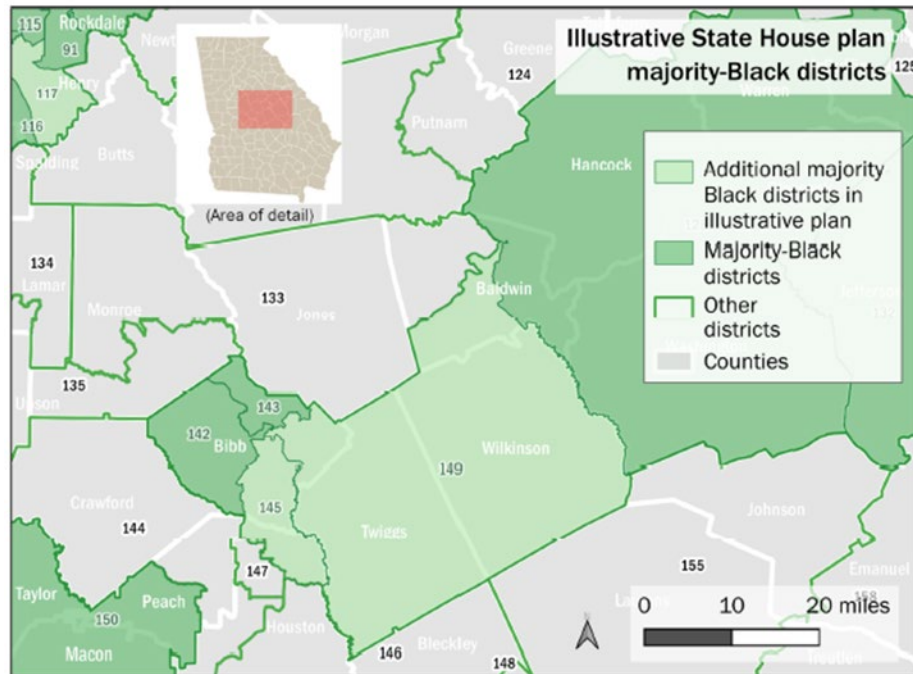 Illustrative State House plan
majority-Black districts
Additional majority
Black districts in
illustrative plan
Majority-Black
districts
Other
districts
Counties
(Area of detail)
0 10 20 miles
115
Rockdale
91
Morgan
Greene
124
125
Warren
Henry
117
116
Putnam
Spalding
Butts
Hancock
134
Lamar
Monroe
133
Jones
Baldwin
135
143
142
Bibb
Wilkinson
149
145
Crawford
144
Twiggs
Johnson
147
155
Emanuel
158
Taylor
Peach
150
Houston
Macon
146
Bleckley
148